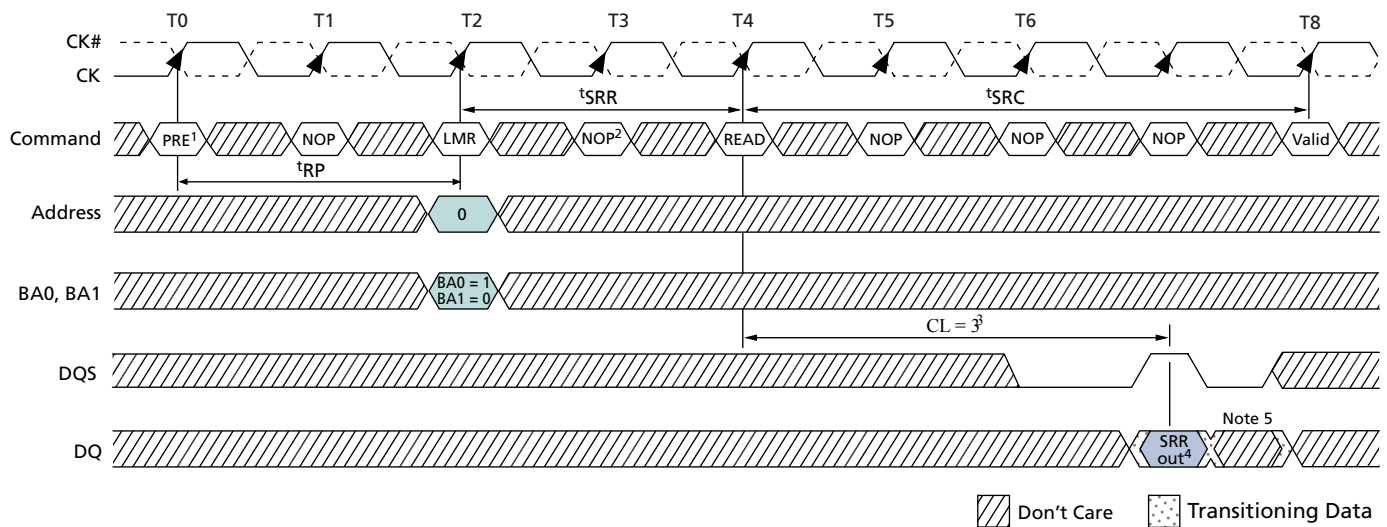 T0 T1 T2 T3 T4 T5 T6 T8
CK#
CK
tSRR tSRC
Command PRE1 NOP LMR NOP2 READ NOP NOP NOP Valid
tRP
Address 0
BA0, BA1 BA0 = 1
BA1 = 0
CL = 33
DQS
Note 5
DQ SRR
out4
Don't Care Transitioning Data